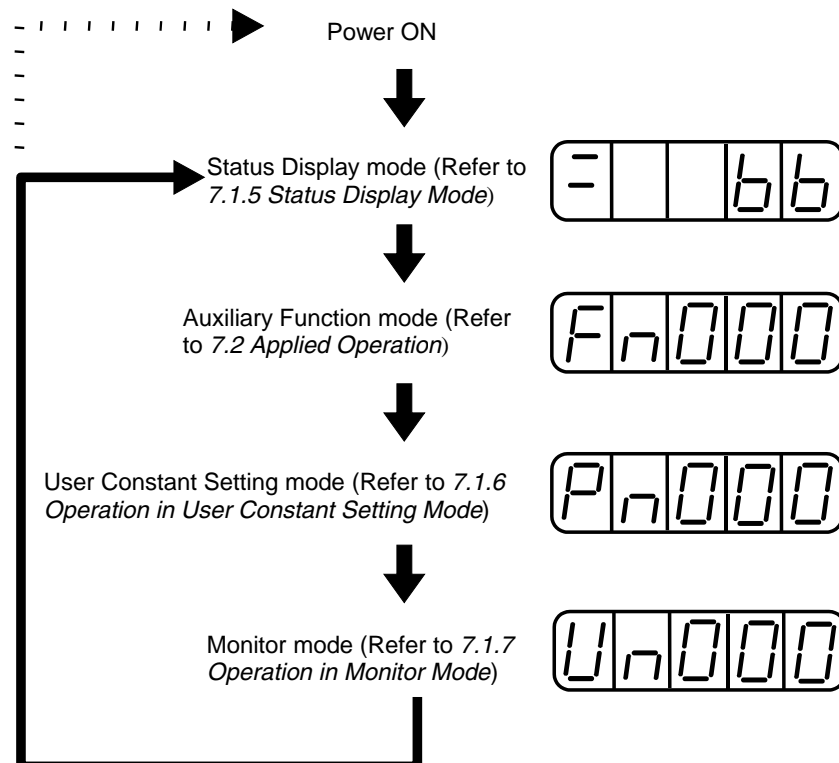 Power ON
Status Display mode (Refer to
7.1.5 Status Display Mode)
bb
Auxiliary Function mode (Refer
to 7.2 Applied Operation)
Fn000
User Constant Setting mode (Refer to 7.1.6
Operation in User Constant Setting Mode)
Pn000
Monitor mode (Refer to 7.1.7
Operation in Monitor Mode)
Un000